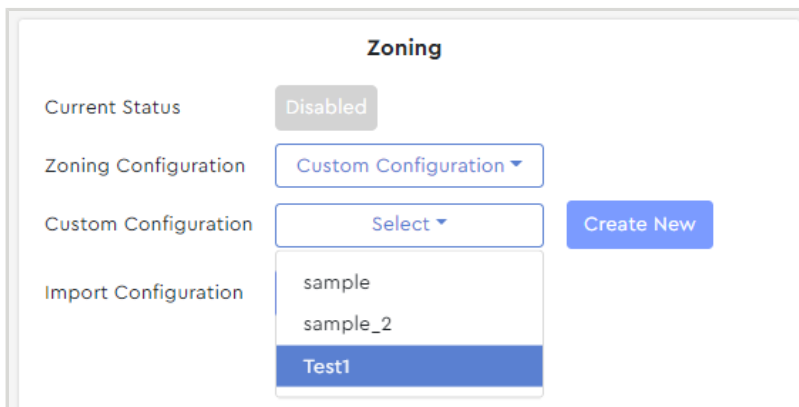 Zoning
Current Status Disabled
Zoning Configuration Custom Configuration
Custom Configuration Select Create New
Import Configuration
sample
sample_2
Test1